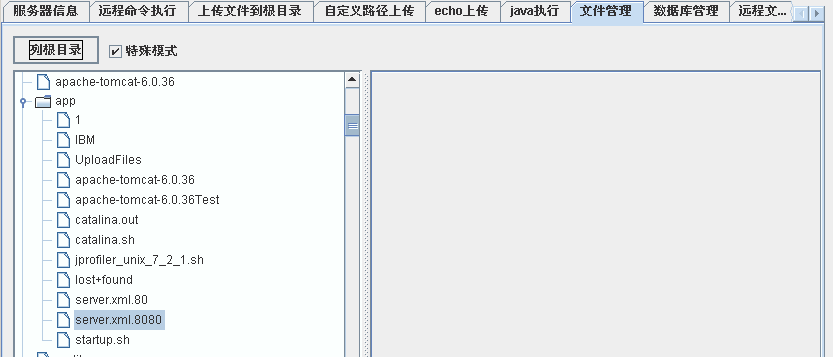 服务器信息 远程命令执行 上传文件到根目录 自定义路径上传 echo上传 java执行 文件管理 数据库管理 远程文...
列根目录 特殊模式
apache-tomcat-6.0.36
app
1
IBM
UploadFiles
apache-tomcat-6.0.36
apache-tomcat-6.0.36Test
catalina.out
catalina.sh
jprofiler_unix_7_2_1.sh
lost+found
server.xml.80
server.xml.8080
startup.sh